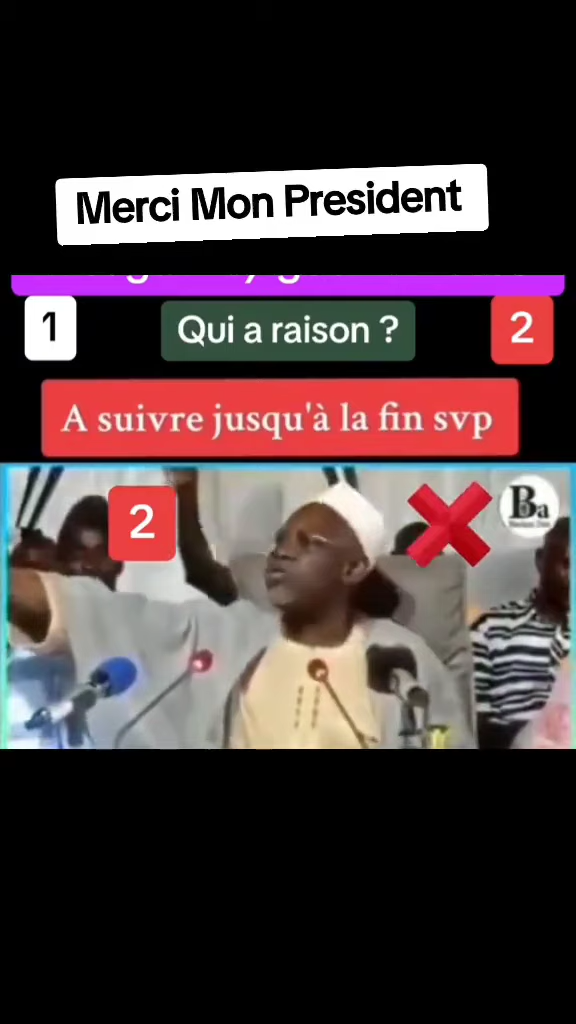 Merci Mon President
1
Qui a raison ?
2
A suivre jusqu'à la fin svp
2
Ba